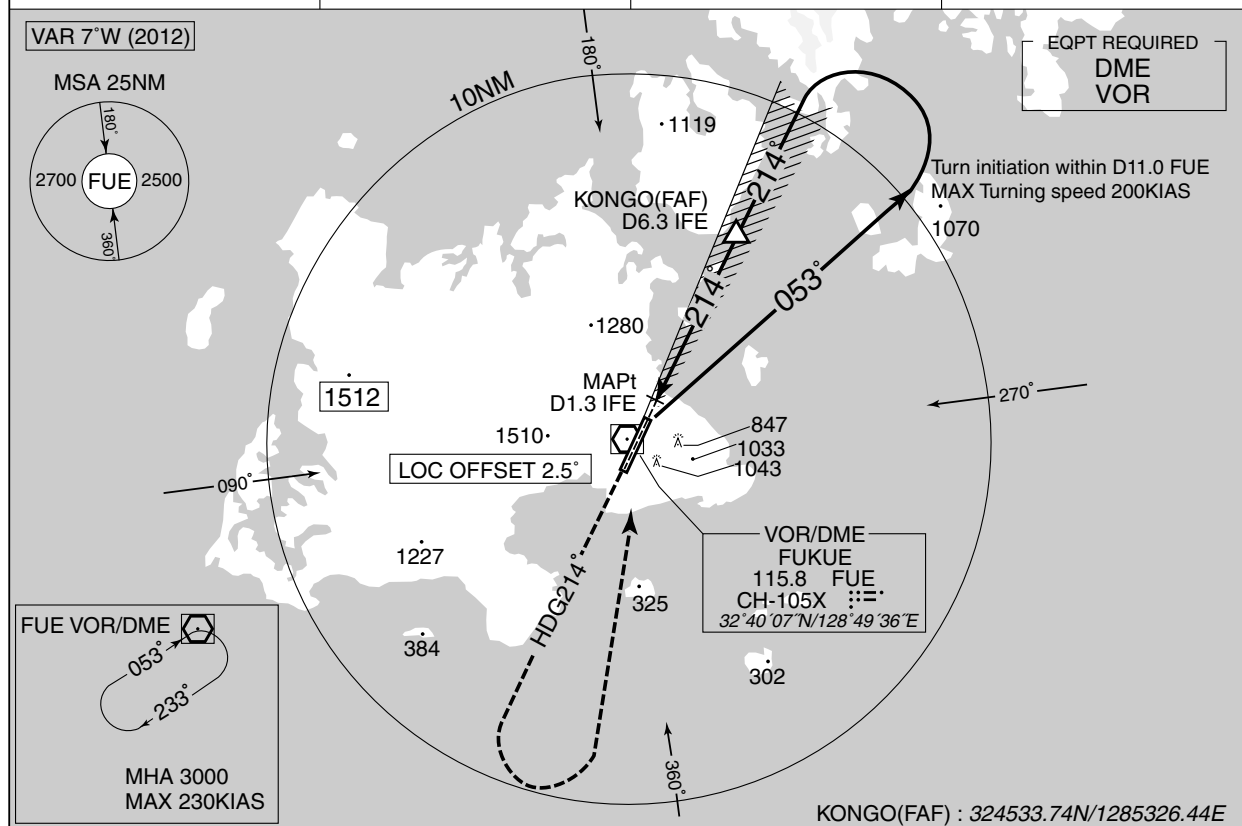 VAR 7°W (2012)
MSA 25NM
180°
2700
FUE
2500
360°
10NM
180°
EQPT REQUIRED
DME
VOR
1119
214°
KONGO(FAF)
D6.3 IFE
Turn initiation within D11.0 FUE
MAX Turning speed 200KIAS
1070
214°
053°
1280
MAPt
D1.3 IFE
1512
270°
1510
847
1033
1043
LOC OFFSET 2.5°
090°
VOR/DME
FUKUE
115.8 FUE
CH-105X
32°40′07″N/128°49′36″E
1227
HDG214°
325
384
302
360°
FUE VOR/DME
053°
233°
MHA 3000
MAX 230KIAS
KONGO(FAF) : 324533.74N/1285326.44E